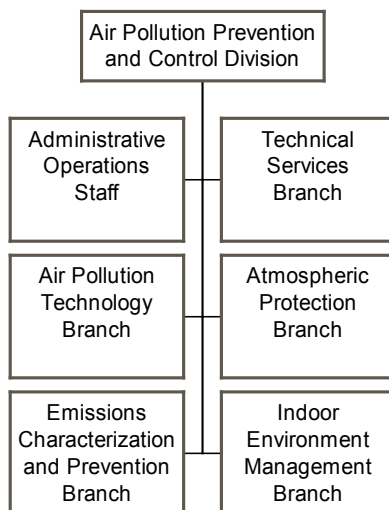 Air Pollution Prevention
and Control Division
Administrative
Operations
Staff
Technical
Services
Branch
Air Pollution
Technology
Branch
Atmospheric
Protection
Branch
Emissions
Characterization
and Prevention
Branch
Indoor
Environment
Management
Branch